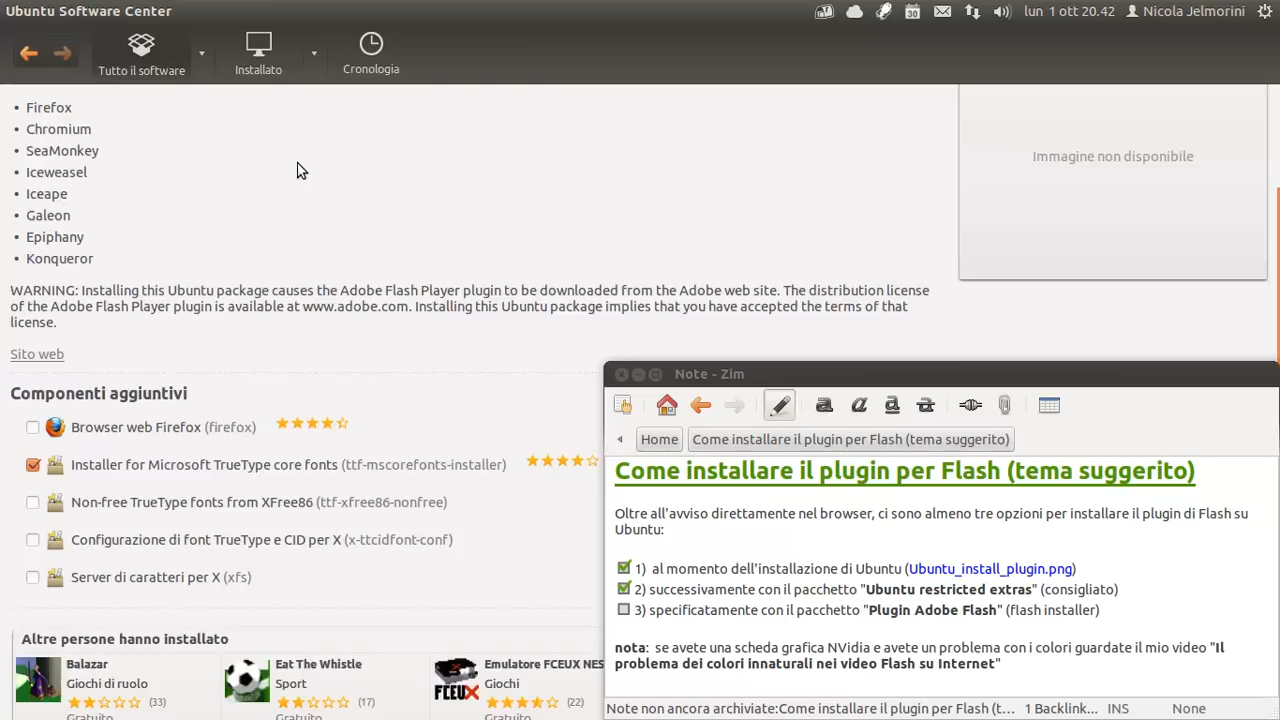 Ubuntu Software Center
30
lun 1 ott 20.42
Nicola Jelmorini
Tutto il software
Installato
Cronologia
• Firefox
• Chromium
• SeaMonkey
• Iceweasel
• Iceape
• Galeon
• Epiphany
• Konqueror
Immagine non disponibile
WARNING: Installing this Ubuntu package causes the Adobe Flash Player plugin to be downloaded from the Adobe web site. The distribution license
of the Adobe Flash Player plugin is available at www.adobe.com. Installing this Ubuntu package implies that you have accepted the terms of that
license.
Sito web
Componenti aggiuntivi
Browser web Firefox (firefox)
Installer for Microsoft TrueType core fonts (ttf-mscorefonts-installer)
Non-free TrueType fonts from XFree86 (ttf-xfree86-nonfree)
Configurazione di font TrueType e CID per X (x-ttcidfont-conf)
Server di caratteri per X (xfs)
Altre persone hanno installato
Balazar
Giochi di ruolo
(33)
Gratuito
Eat The Whistle
Sport
(17)
Gratuito
FCEUX
Emulatore FCEUX NES
Giochi
(22)
Gratuito
Note - Zim
Home
Come installare il plugin per Flash (tema suggerito)
Come installare il plugin per Flash (tema suggerito)
Oltre all'avviso direttamente nel browser, ci sono almeno tre opzioni per installare il plugin di Flash su
Ubuntu:
1) al momento dell'installazione di Ubuntu (Ubuntu_install_plugin.png)
2) successivamente con il pacchetto "Ubuntu restricted extras" (consigliato)
3) specificatamente con il pacchetto "Plugin Adobe Flash" (flash installer)
nota: se avete una scheda grafica NVidia e avete un problema con i colori guardate il mio video "Il
problema dei colori innaturali nei video Flash su Internet"
Note non ancora archiviate:Come installare il plugin per Flash (t...
1 Backlink...
INS
None